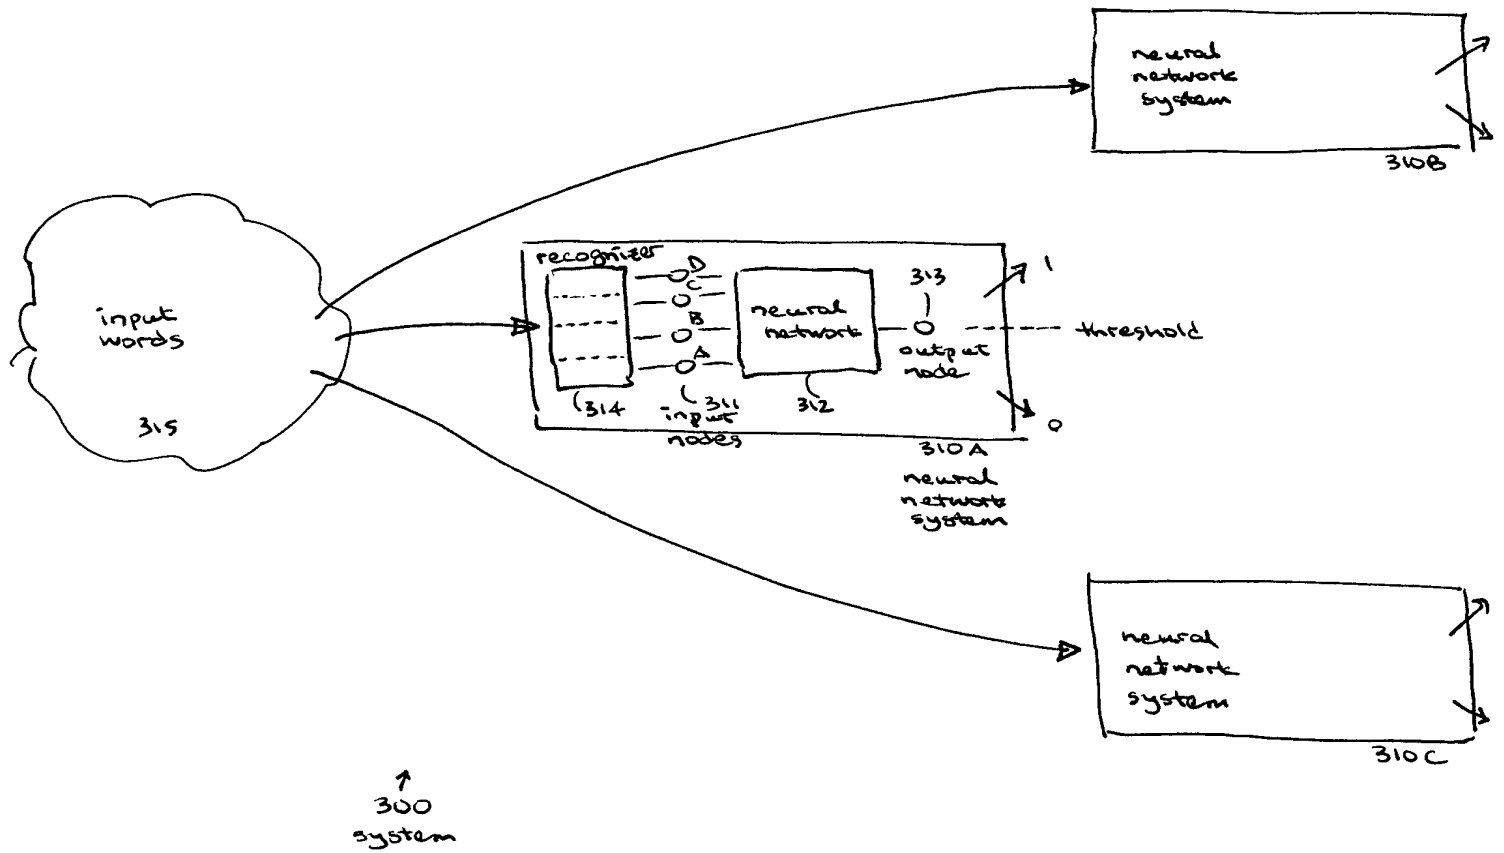 neural
network
system
310B
recognizer
D
C
B
A
neural
network
313
output
node
1
threshold
0
input
words
315
314
311
input
nodes
312
310A
neural
network
system
neural
network
system
310C
300
system